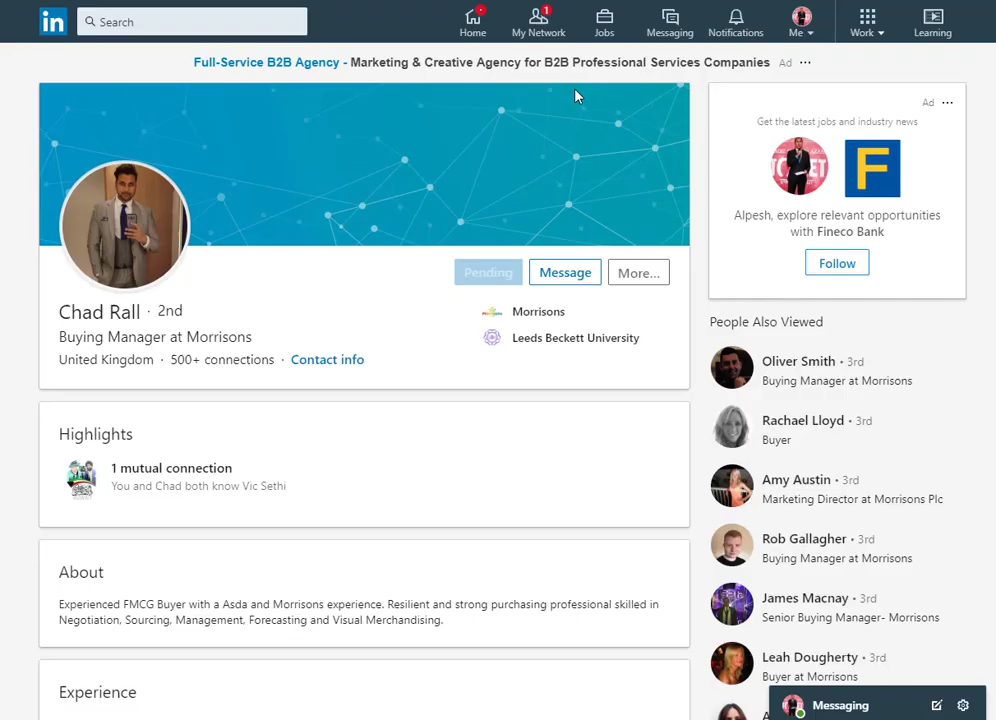 in
Search
Home
1
My Network
Jobs
Messaging
Notifications
Me
Work
Learning
Full-Service B2B Agency - Marketing & Creative Agency for B2B Professional Services Companies Ad ...
Ad ...
Get the latest jobs and industry news
F
Alpesh, explore relevant opportunities
with Fineco Bank
Follow
Pending
Message
More...
Chad Rall · 2nd
Buying Manager at Morrisons
United Kingdom · 500+ connections · Contact info
Morrisons
Leeds Beckett University
Highlights
1 mutual connection
You and Chad both know Vic Sethi
About
Experienced FMCG Buyer with a Asda and Morrisons experience. Resilient and strong purchasing professional skilled in
Negotiation, Sourcing, Management, Forecasting and Visual Merchandising.
Experience
People Also Viewed
Oliver Smith • 3rd
Buying Manager at Morrisons
Rachael Lloyd • 3rd
Buyer
Amy Austin • 3rd
Marketing Director at Morrisons Plc
Rob Gallagher • 3rd
Buying Manager at Morrisons
James Macnay • 3rd
Senior Buying Manager- Morrisons
Leah Dougherty • 3rd
Buyer at Morrisons
Messaging